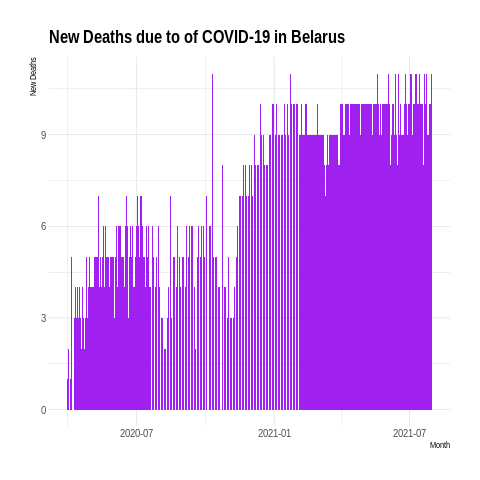 New Deaths due to of COVID-19 in Belarus
New Deaths
9
6
3
0
2020-07
2021-01
2021-07
Month